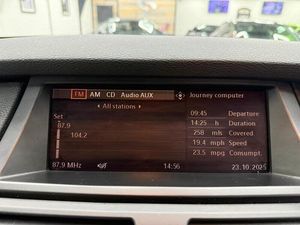 FM AM CD Audio AUX
All stations
Set
87.9
104.2
87.9 MHz
14:56
Journey computer
09:45 Departure
14:25 h Duration
258 mls Covered
19.4 mph Speed
23.5 mpg Consumpt.
23.10.2025